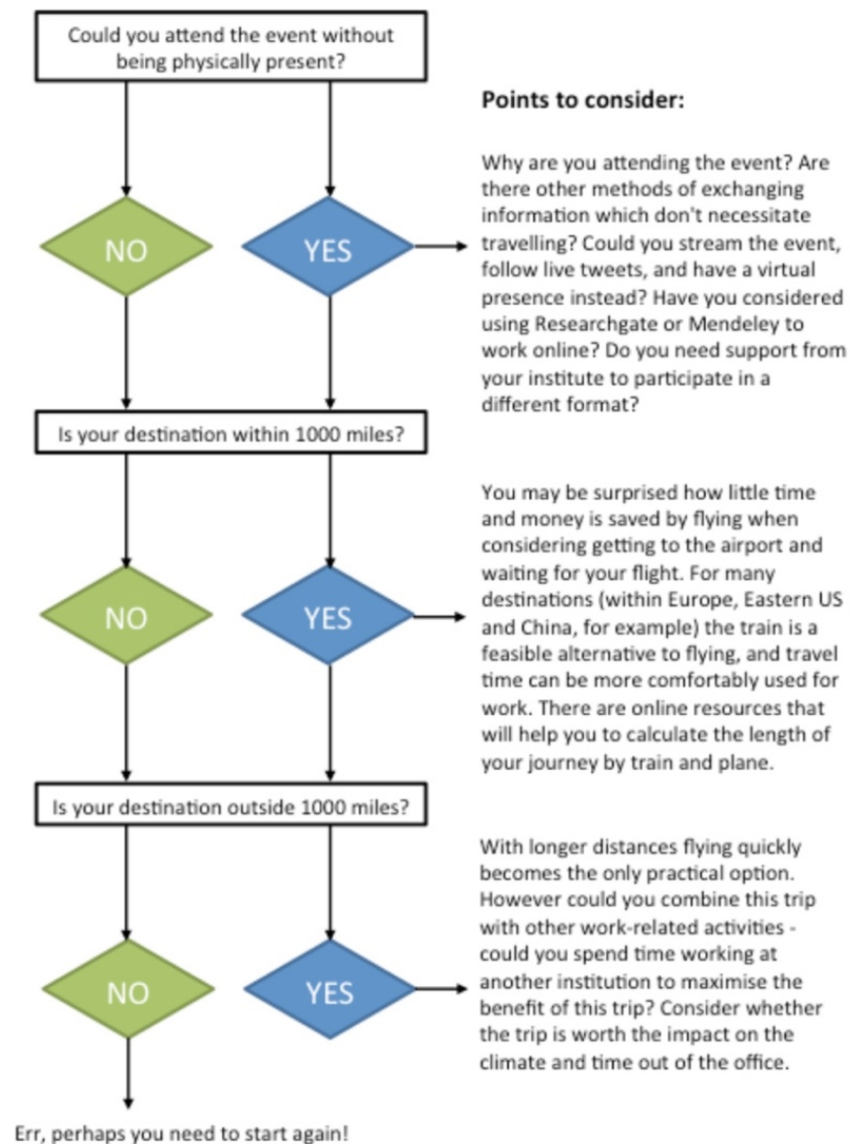 Could you attend the event without
being physically present?
Points to consider:
NO
YES
Why are you attending the event? Are
there other methods of exchanging
information which don't necessitate
travelling? Could you stream the event,
follow live tweets, and have a virtual
presence instead? Have you considered
using Researchgate or Mendeley to
work online? Do you need support from
your institute to participate in a
different format?
Is your destination within 1000 miles?
NO
YES
You may be surprised how little time
and money is saved by flying when
considering getting to the airport and
waiting for your flight. For many
destinations (within Europe, Eastern US
and China, for example) the train is a
feasible alternative to flying, and travel
time can be more comfortably used for
work. There are online resources that
will help you to calculate the length of
your journey by train and plane.
Is your destination outside 1000 miles?
NO
YES
With longer distances flying quickly
becomes the only practical option.
However could you combine this trip
with other work-related activities -
could you spend time working at
another institution to maximise the
benefit of this trip? Consider whether
the trip is worth the impact on the
climate and time out of the office.
Err, perhaps you need to start again!